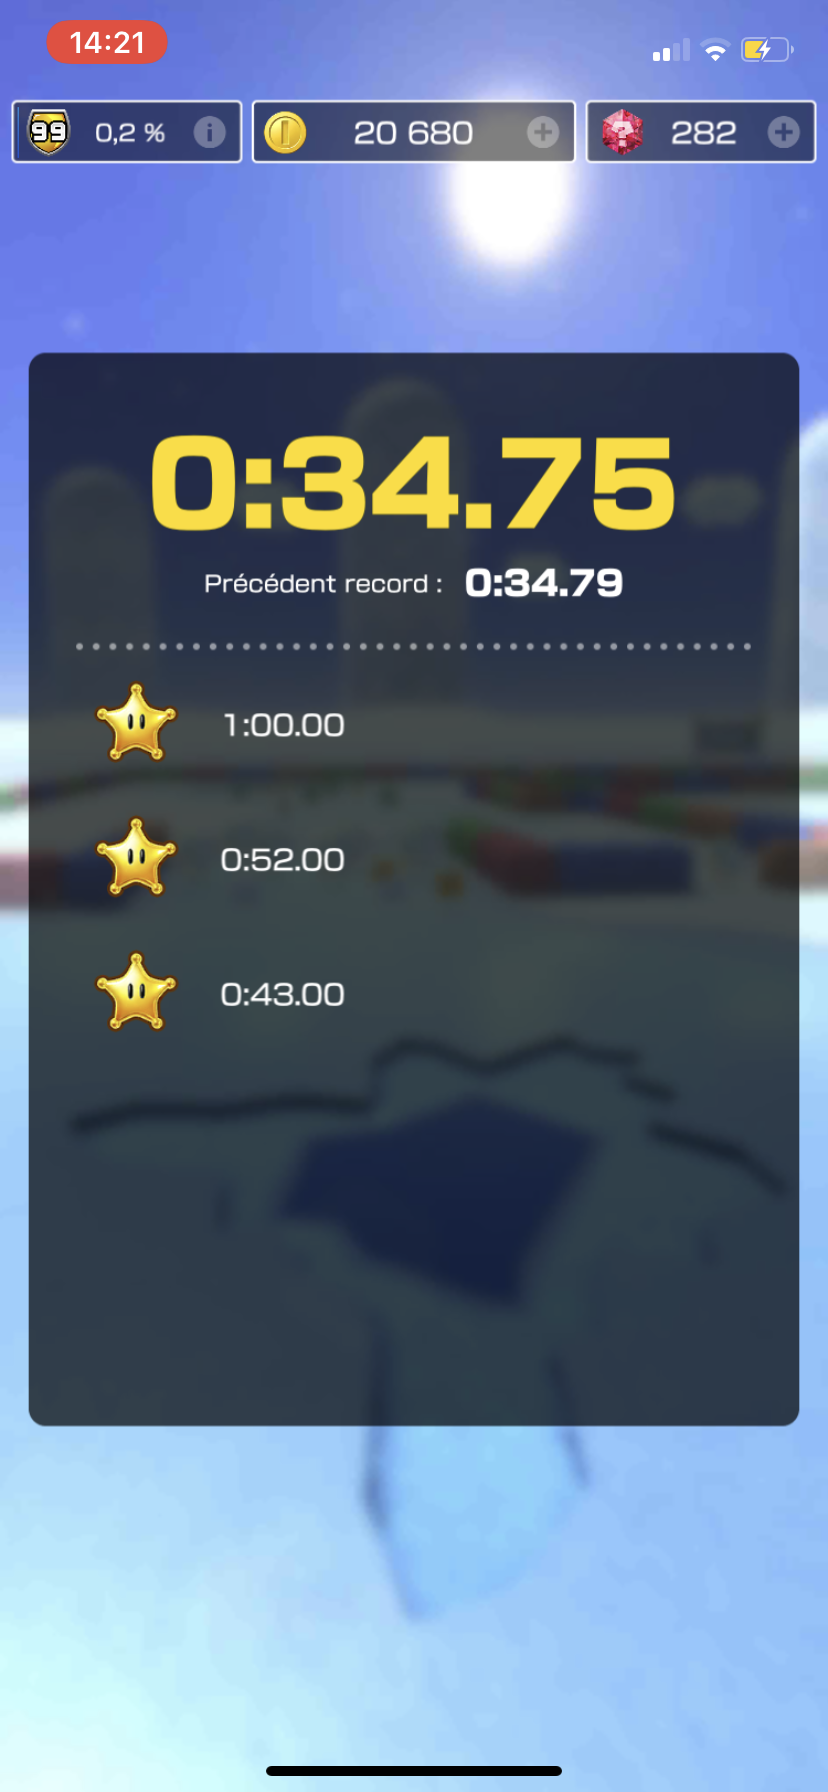 14:21
99 0,2 % i 20 680 + ? 282 +
0:34.75
Précédent record : 0:34.79
1:00.00
0:52.00
0:43.00